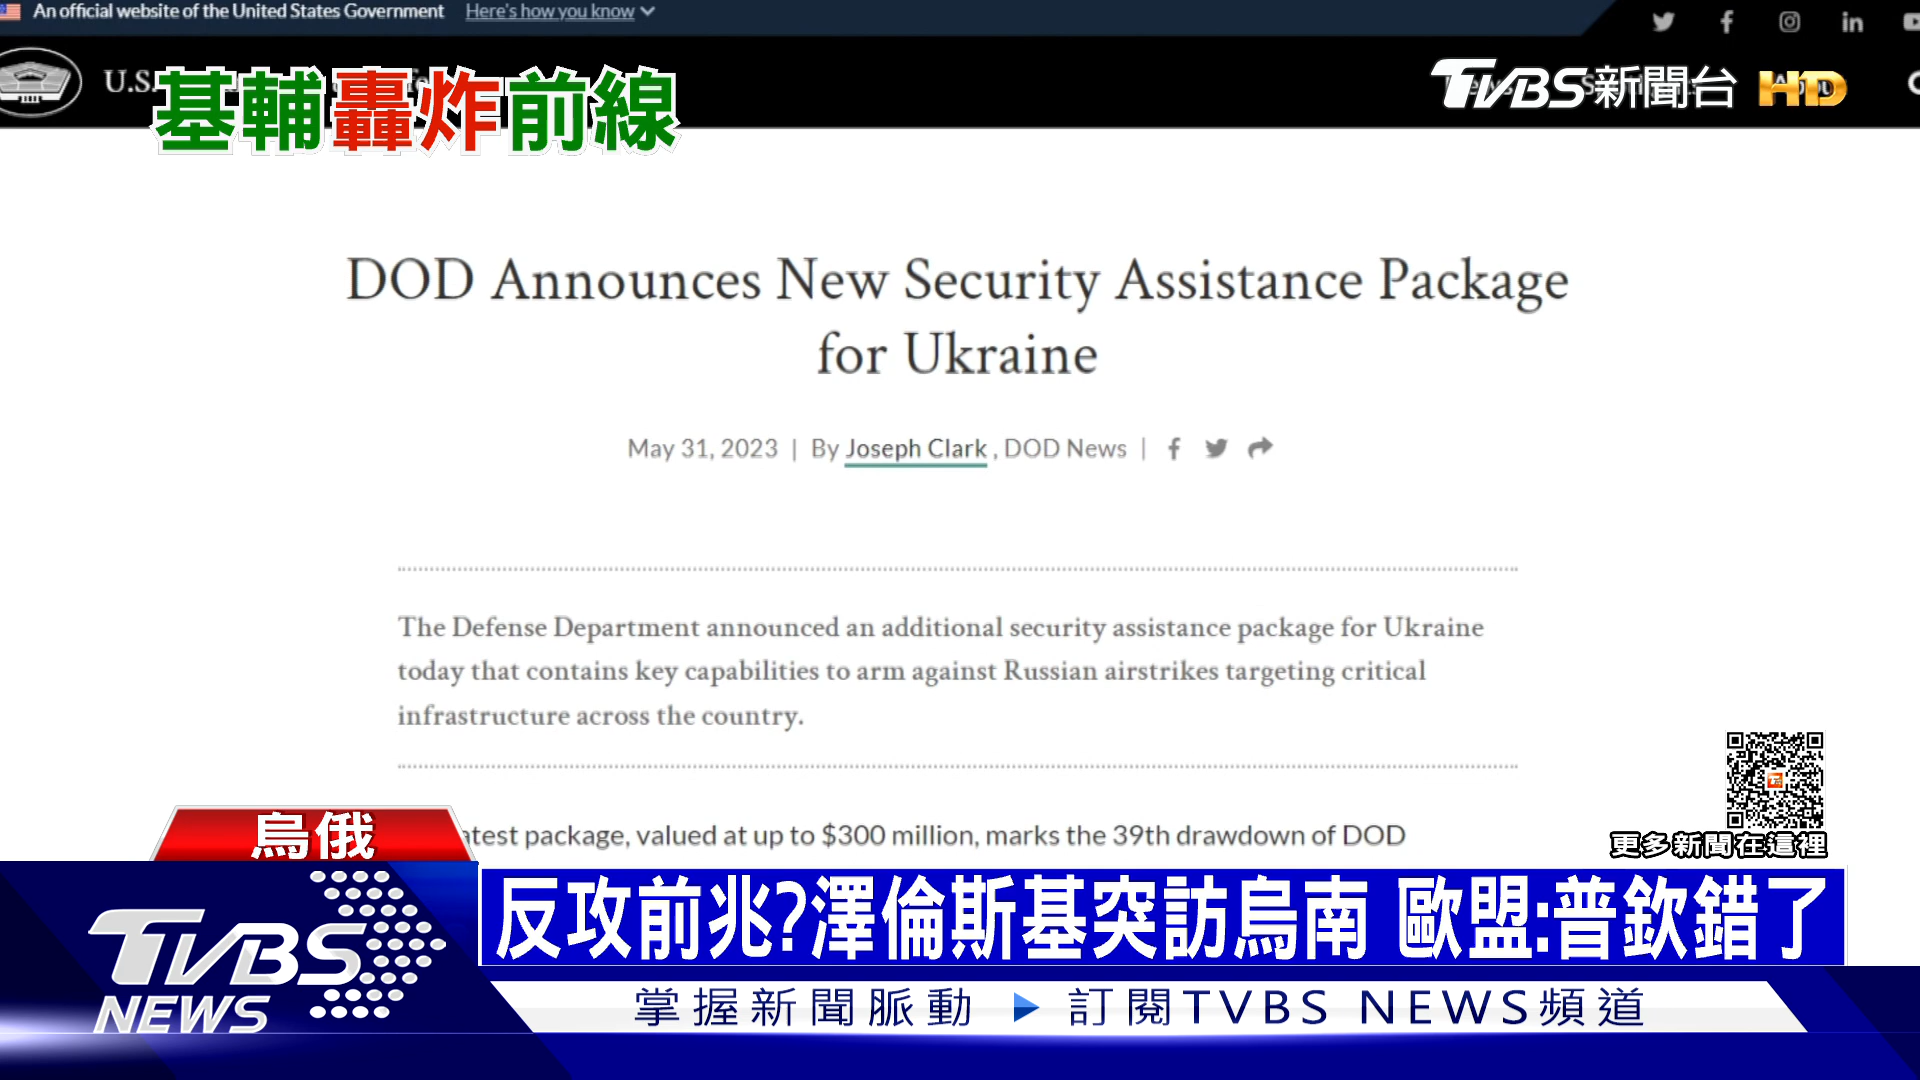 An official website of the United States Government Here's how you know
U.S.
基輔轟炸前線
TVBS新聞台 HD
DOD Announces New Security Assistance Package
for Ukraine
May 31, 2023 | By Joseph Clark , DOD News |
The Defense Department announced an additional security assistance package for Ukraine
today that contains key capabilities to arm against Russian airstrikes targeting critical
infrastructure across the country.
atest package, valued at up to $300 million, marks the 39th drawdown of DOD
更多新聞在這裡
烏俄
反攻前兆?澤倫斯基突訪烏南 歐盟:普欽錯了
TVBS
NEWS
掌握新聞脈動 ▶ 訂閱TVBS NEWS頻道